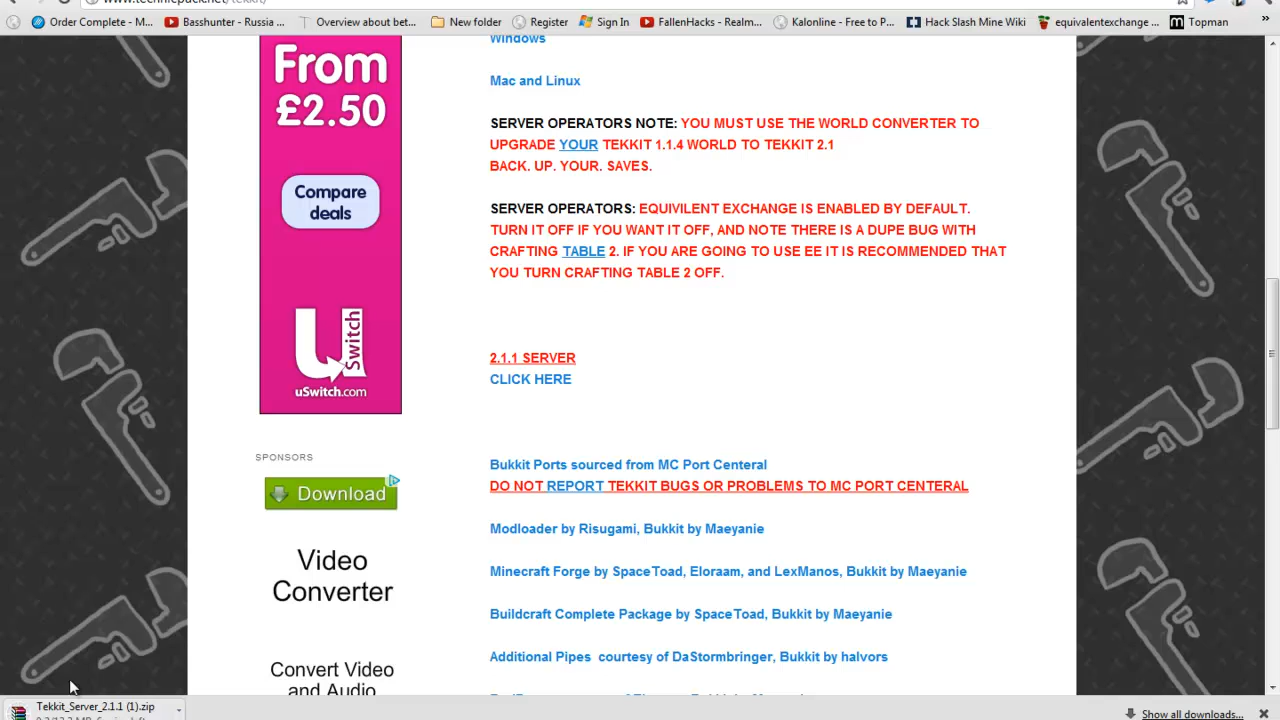 www.technicpack.net/tekkit/
Order Complete - M...
Basshunter - Russia ...
Overview about bet...
New folder
Register
Sign In
FallenHacks - Realm...
Kalonline - Free to P...
Hack Slash Mine Wiki
equivalentexchange ...
Topman
»
From
£2.50
Compare
deals
uSwitch
uSwitch.com
SPONSORS
Download
Video
Converter
Convert Video
and Audio
Windows
Mac and Linux
SERVER OPERATORS NOTE: YOU MUST USE THE WORLD CONVERTER TO
UPGRADE YOUR TEKKIT 1.1.4 WORLD TO TEKKIT 2.1
BACK. UP. YOUR. SAVES.
SERVER OPERATORS: EQUIVILENT EXCHANGE IS ENABLED BY DEFAULT.
TURN IT OFF IF YOU WANT IT OFF, AND NOTE THERE IS A DUPE BUG WITH
CRAFTING TABLE 2. IF YOU ARE GOING TO USE EE IT IS RECOMMENDED THAT
YOU TURN CRAFTING TABLE 2 OFF.
2.1.1 SERVER
CLICK HERE
Bukkit Ports sourced from MC Port Centeral
DO NOT REPORT TEKKIT BUGS OR PROBLEMS TO MC PORT CENTERAL
Modloader by Risugami, Bukkit by Maeyanie
Minecraft Forge by SpaceToad, Eloraam, and LexManos, Bukkit by Maeyanie
Buildcraft Complete Package by SpaceToad, Bukkit by Maeyanie
Additional Pipes courtesy of DaStormbringer, Bukkit by halvors
Tekkit_Server_2.1.1 (1).zip
Show all downloads...